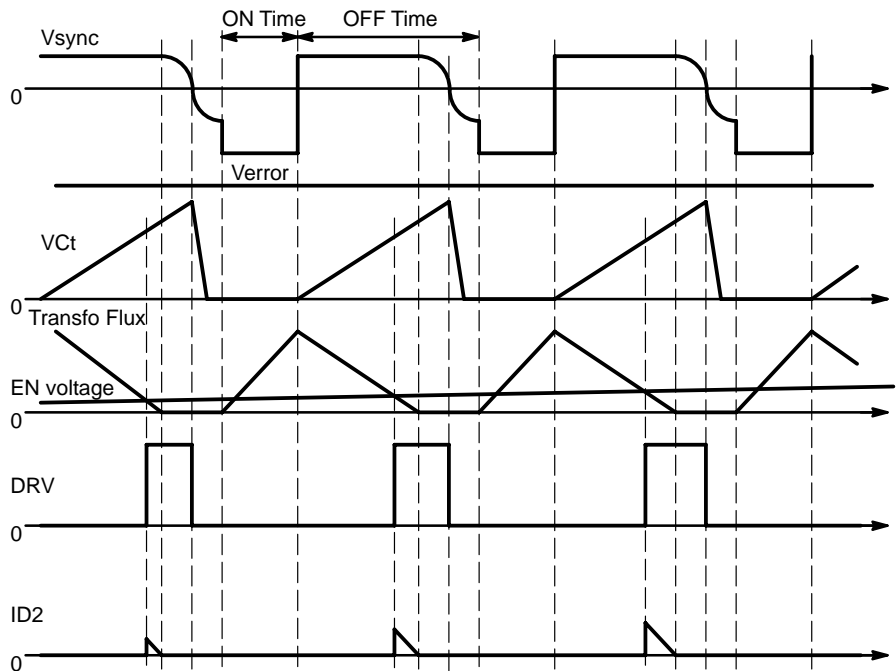 ON Time OFF Time
Vsync
0
Verror
VCt
0
Transfo Flux
EN voltage
0
DRV
0
ID2
0